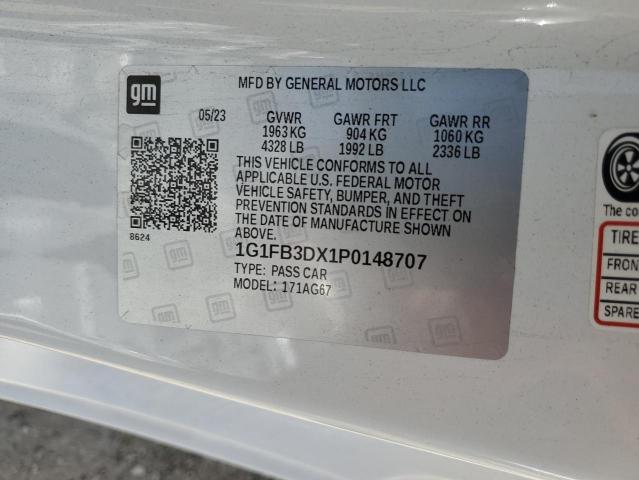 gm
MFD BY GENERAL MOTORS LLC
05/23 GVWR GAWR FRT GAWR RR
1963 KG 904 KG 1060 KG
4328 LB 1992 LB 2336 LB
THIS VEHICLE CONFORMS TO ALL
APPLICABLE U.S. FEDERAL MOTOR
VEHICLE SAFETY, BUMPER, AND THEFT
PREVENTION STANDARDS IN EFFECT ON
THE DATE OF MANUFACTURE SHOWN
ABOVE.
8624
1G1FB3DX1P0148707
TYPE: PASS CAR
MODEL: 171AG67
The co
TIRE
FRON
REAR
SPARE